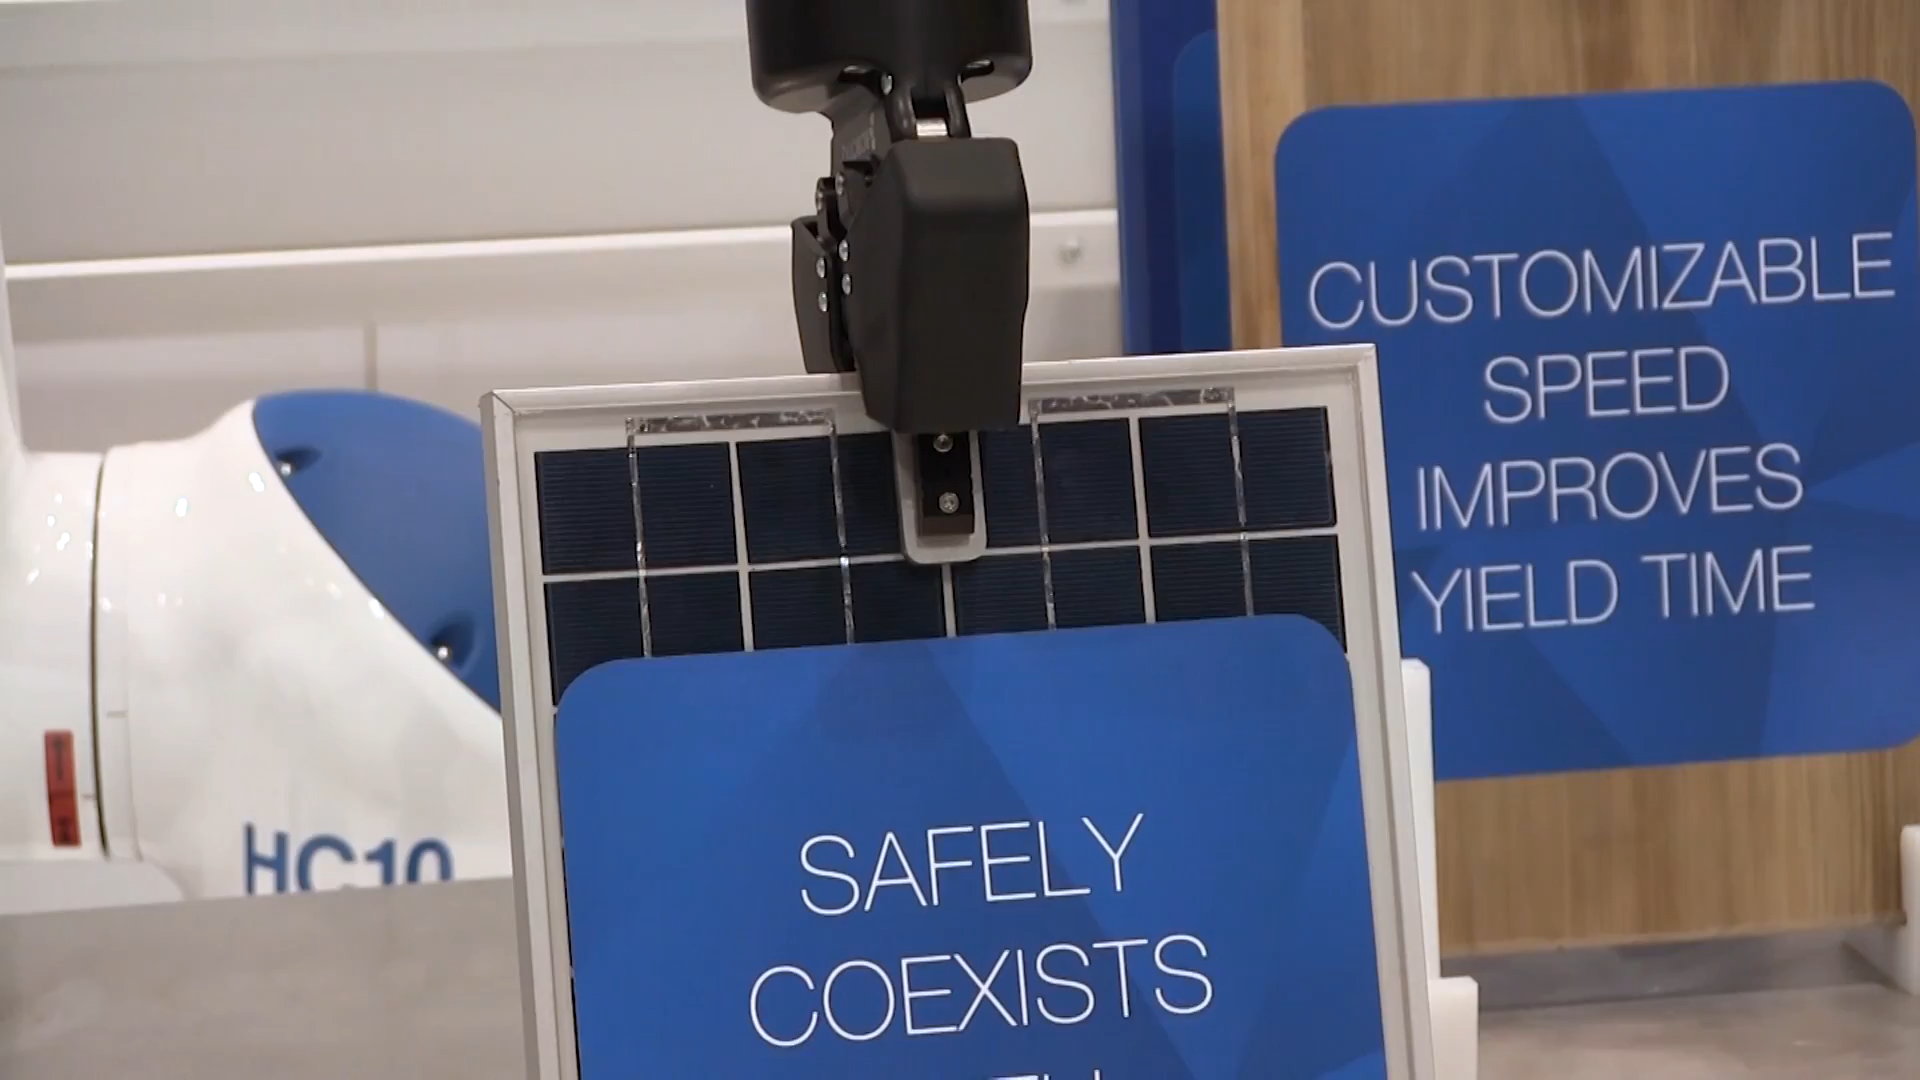 CUSTOMIZABLE
SPEED
IMPROVES
YIELD TIME
SAFELY
COEXISTS
HC10